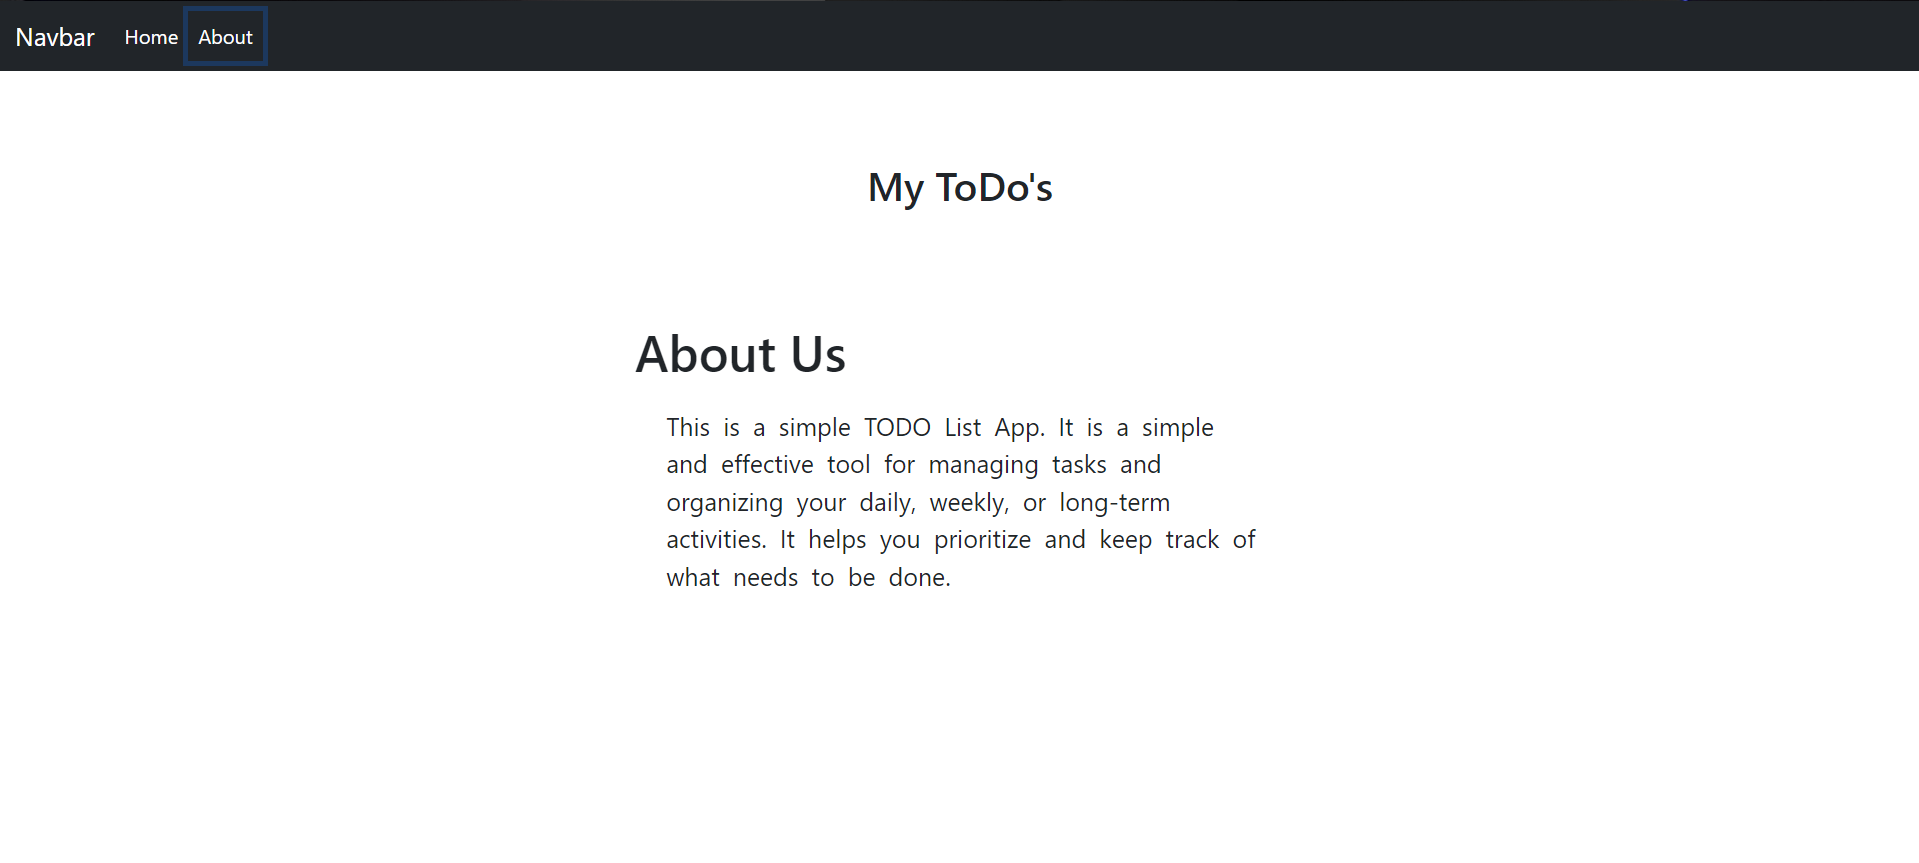 Navbar Home About
My ToDo's
About Us
This is a simple TODO List App. It is a simple
and effective tool for managing tasks and
organizing your daily, weekly, or long-term
activities. It helps you prioritize and keep track of
what needs to be done.